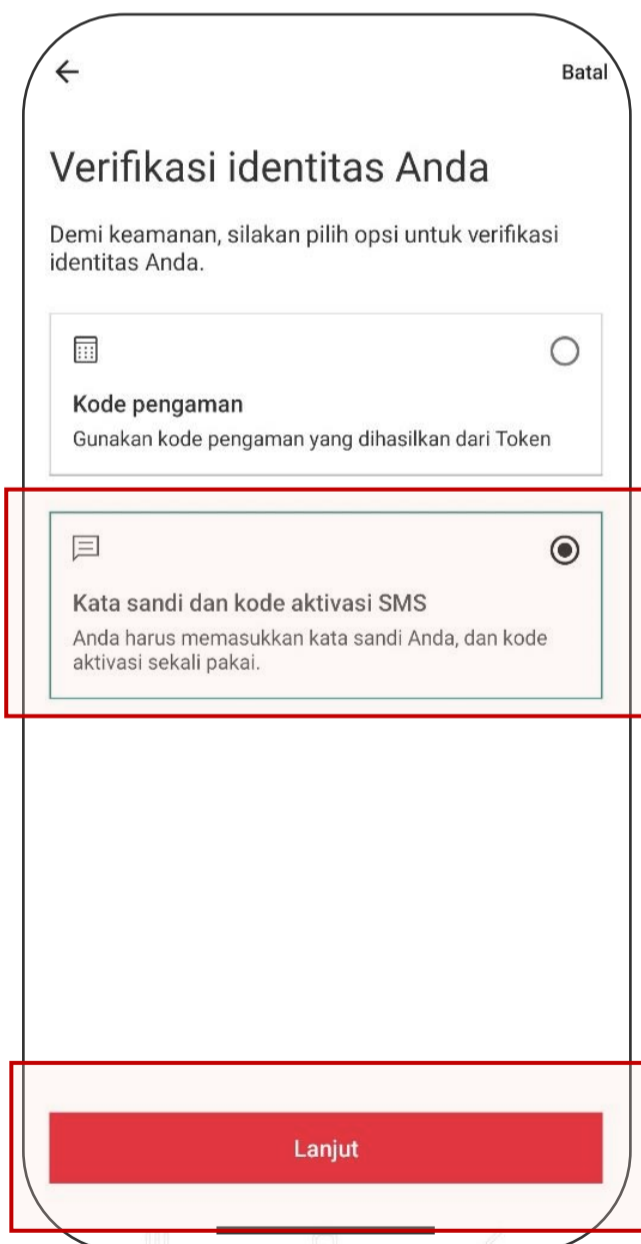 Batal
Verifikasi identitas Anda
Demi keamanan, silakan pilih opsi untuk verifikasi
identitas Anda.
Kode pengaman
Gunakan kode pengaman yang dihasilkan dari Token
Kata sandi dan kode aktivasi SMS
Anda harus memasukkan kata sandi Anda, dan kode
aktivasi sekali pakai.
Lanjut